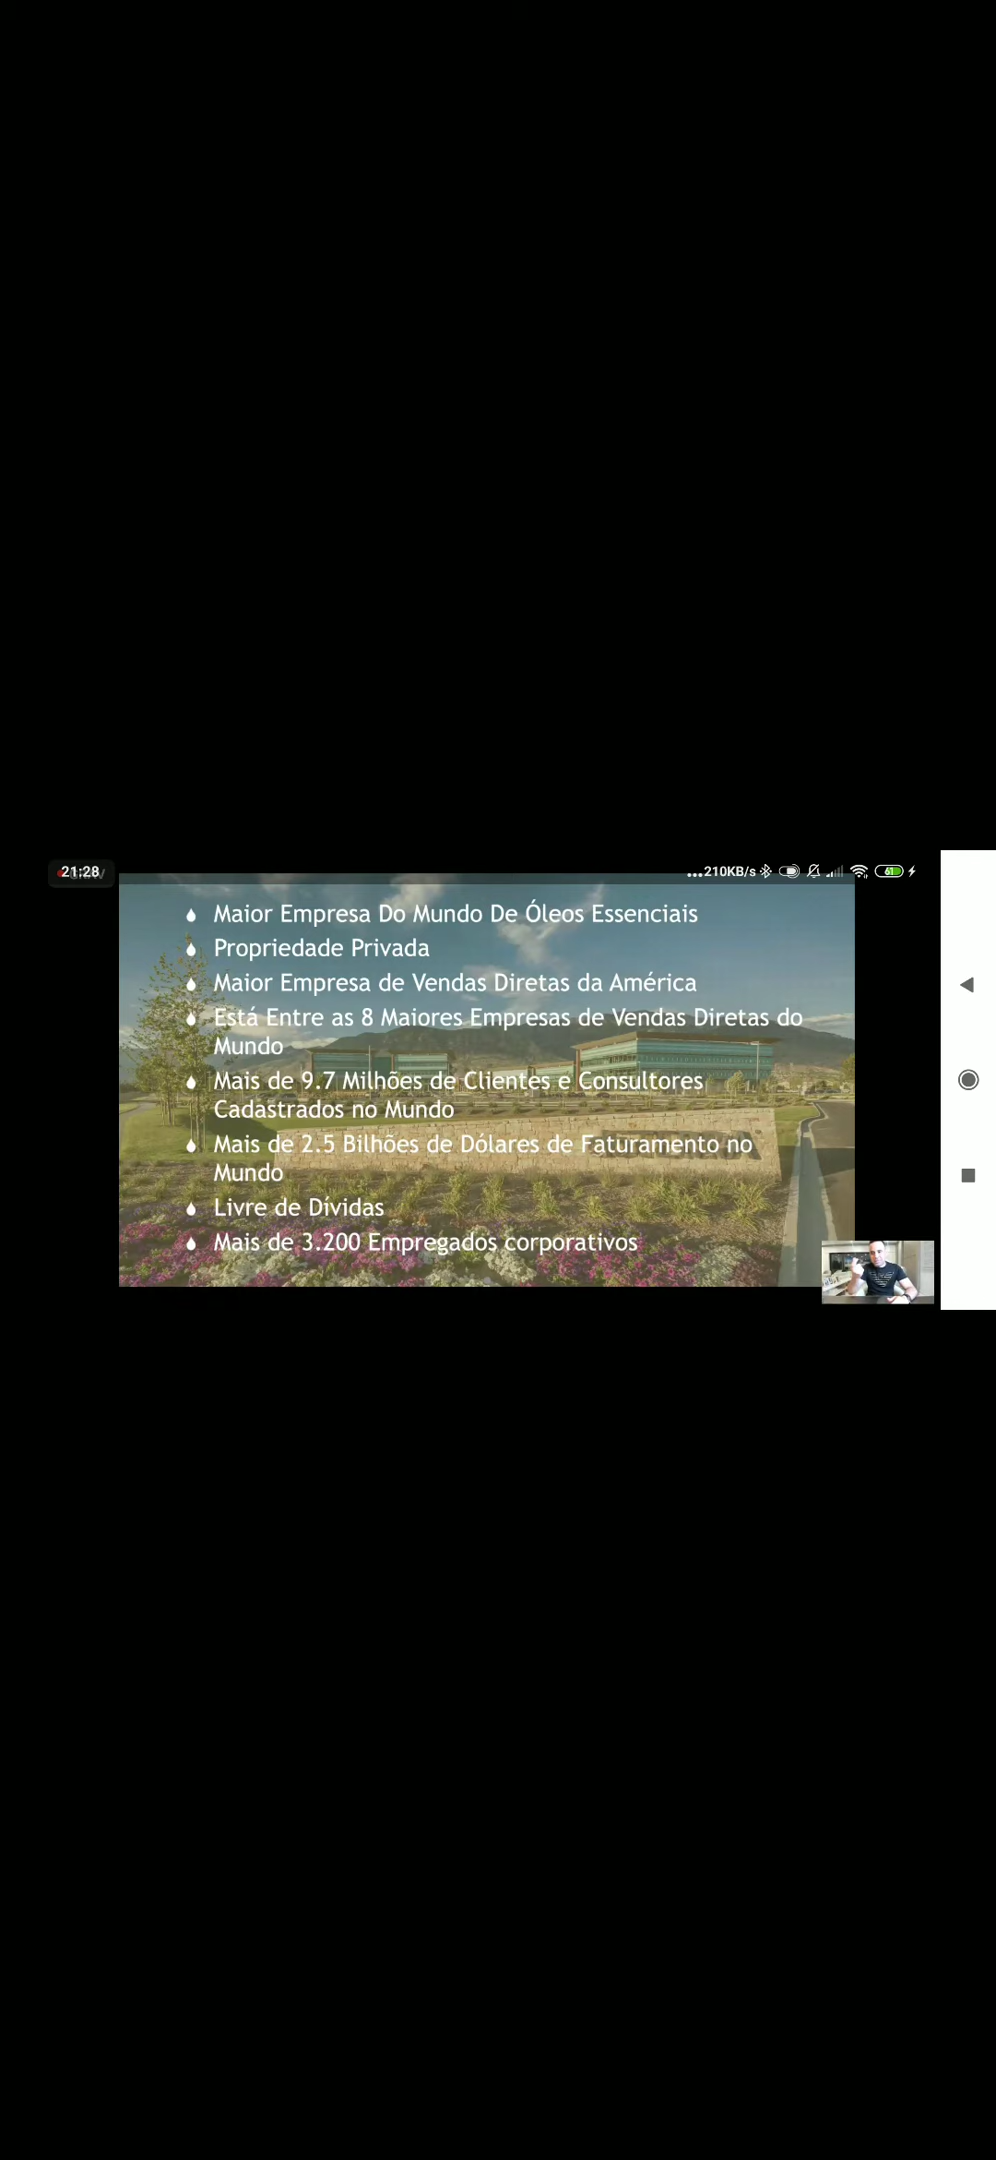 21:28
...210KB/s
61
Maior Empresa Do Mundo De Óleos Essenciais
Propriedade Privada
Maior Empresa de Vendas Diretas da América
Está Entre as 8 Maiores Empresas de Vendas Diretas do
Mundo
Mais de 9.7 Milhões de Clientes e Consultores
Cadastrados no Mundo
Mais de 2.5 Bilhões de Dólares de Faturamento no
Mundo
Livre de Dívidas
Mais de 3.200 Empregados corporativos